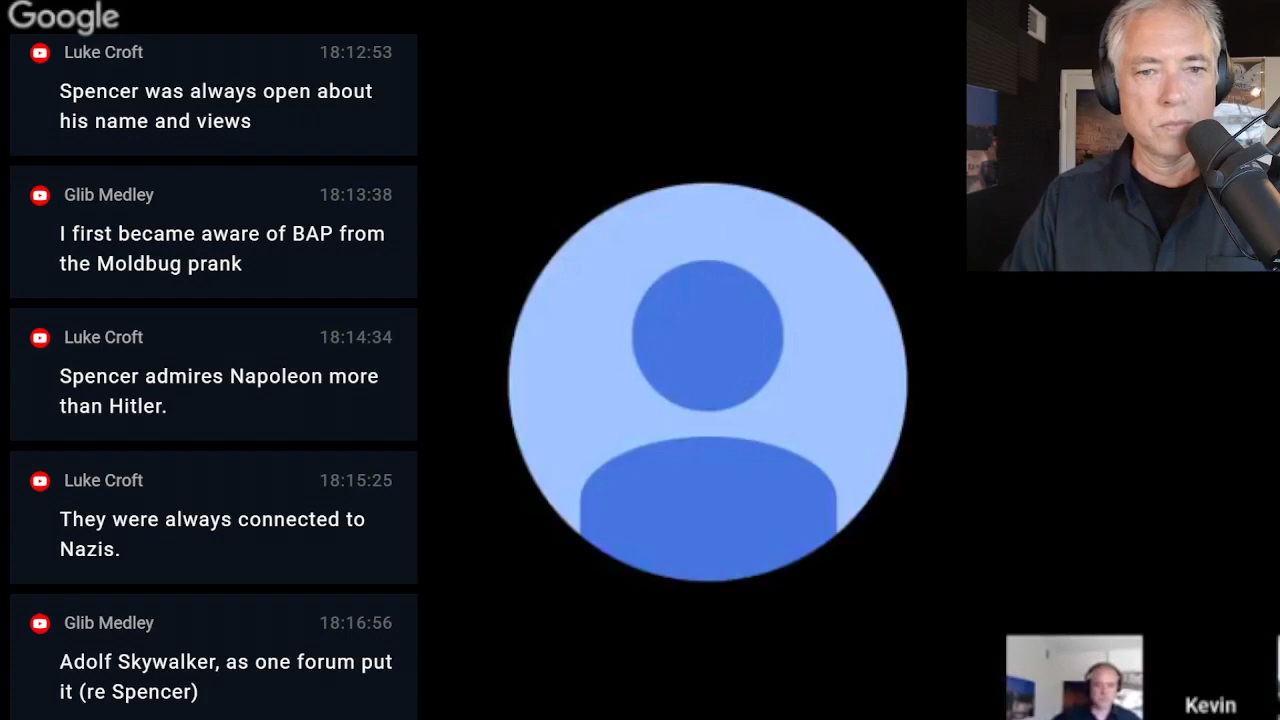 Google
Luke Croft 18:12:53
Spencer was always open about
his name and views
Glib Medley 18:13:38
I first became aware of BAP from
the Moldbug prank
Luke Croft 18:14:34
Spencer admires Napoleon more
than Hitler.
Luke Croft 18:15:25
They were always connected to
Nazis.
Glib Medley 18:16:56
Adolf Skywalker, as one forum put
it (re Spencer)
Kevin